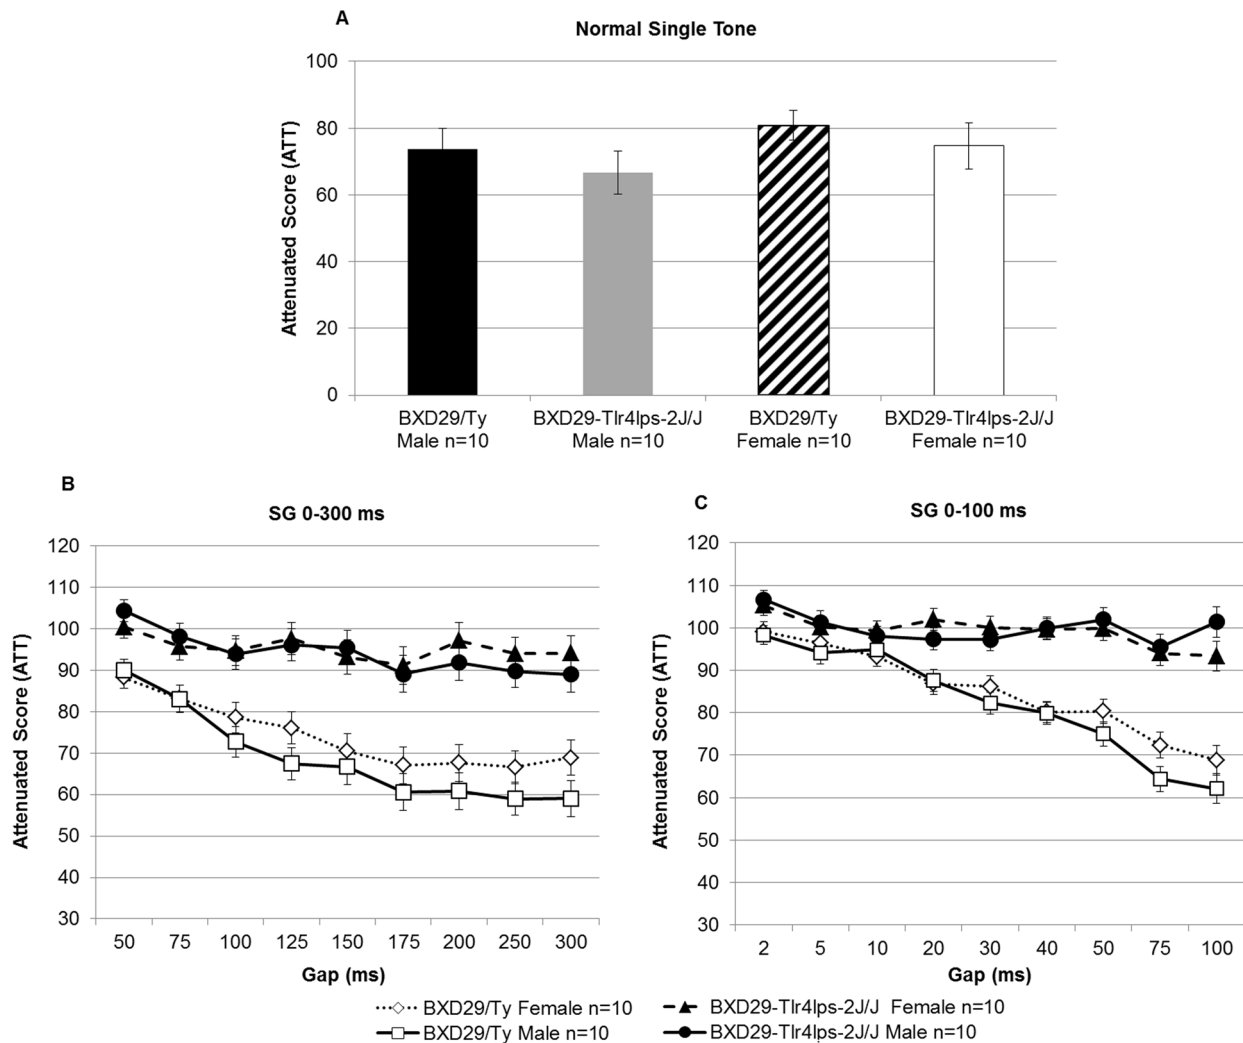 A
Normal Single Tone
Attenuated Score (ATT)
100
80
60
40
20
0
BXD29/Ty
Male n=10
BXD29-Tlr4lps-2J/J
Male n=10
BXD29/Ty
Female n=10
BXD29-Tlr4lps-2J/J
Female n=10
B
SG 0-300 ms
Attenuated Score (ATT)
120
110
100
90
80
70
60
50
40
30
50 75 100 125 150 175 200 250 300
Gap (ms)
C
SG 0-100 ms
Attenuated Score (ATT)
120
110
100
90
80
70
60
50
40
30
2 5 10 20 30 40 50 75 100
Gap (ms)
BXD29/Ty Female n=10
BXD29-Tlr4lps-2J/J Female n=10
BXD29/Ty Male n=10
BXD29-Tlr4lps-2J/J Male n=10